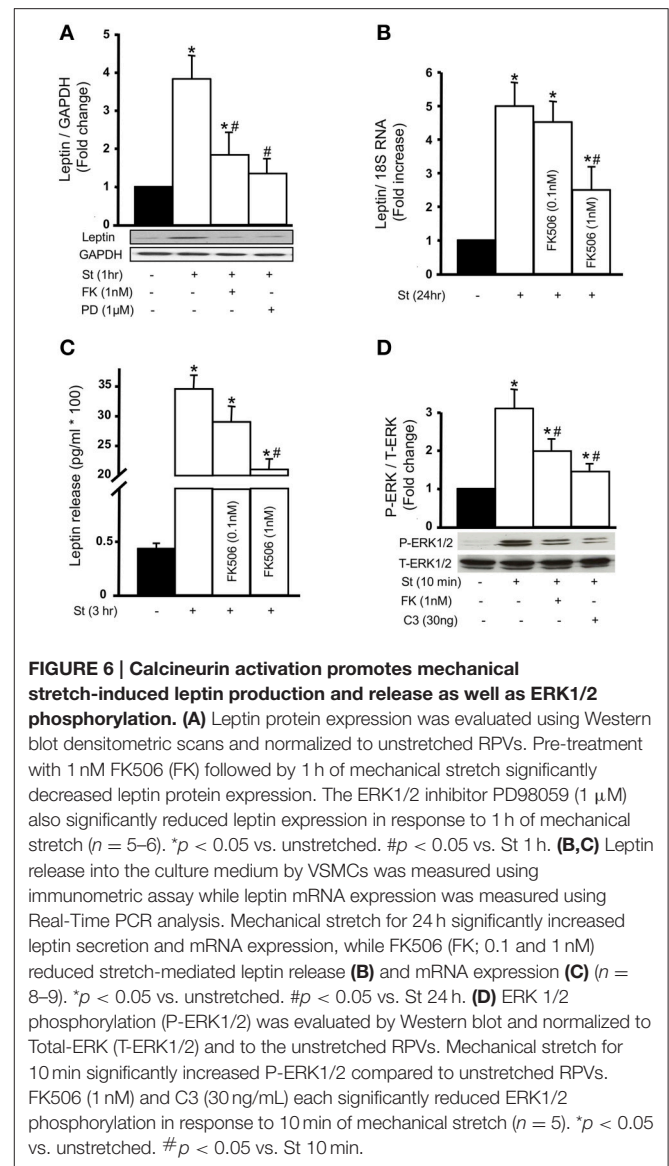 A
Leptin / GAPDH
(Fold change)
5
4
3
2
1
0
*
*#
#
Leptin
GAPDH
St (1hr) - + + +
FK (1nM) - - + -
PD (1µM) - - - +
B
Leptin/ 18S RNA
(Fold increase)
6
5
4
3
2
1
0
*
*
*#
FK506 (0.1nM)
FK506 (1nM)
St (24hr) - + + +
C
Leptin release (pg/ml * 100)
35
30
25
20
0.5
0
*
*
*#
FK506 (0.1nM)
FK506 (1nM)
St (3 hr) - + + +
D
P-ERK / T-ERK
(Fold change)
3
2
1
0
*
*#
*#
P-ERK1/2
T-ERK1/2
St (10 min) - + + +
FK (1nM) - - + -
C3 (30ng) - - - +
FIGURE 6 | Calcineurin activation promotes mechanical
stretch-induced leptin production and release as well as ERK1/2
phosphorylation. (A) Leptin protein expression was evaluated using Western
blot densitometric scans and normalized to unstretched RPVs. Pre-treatment
with 1 nM FK506 (FK) followed by 1 h of mechanical stretch significantly
decreased leptin protein expression. The ERK1/2 inhibitor PD98059 (1 μM)
also significantly reduced leptin expression in response to 1 h of mechanical
stretch (n = 5–6). *p < 0.05 vs. unstretched. #p < 0.05 vs. St 1 h. (B,C) Leptin
release into the culture medium by VSMCs was measured using
immunometric assay while leptin mRNA expression was measured using
Real-Time PCR analysis. Mechanical stretch for 24 h significantly increased
leptin secretion and mRNA expression, while FK506 (FK; 0.1 and 1 nM)
reduced stretch-mediated leptin release (B) and mRNA expression (C) (n =
8–9). *p < 0.05 vs. unstretched. #p < 0.05 vs. St 24 h. (D) ERK 1/2
phosphorylation (P-ERK1/2) was evaluated by Western blot and normalized to
Total-ERK (T-ERK1/2) and to the unstretched RPVs. Mechanical stretch for
10 min significantly increased P-ERK1/2 compared to unstretched RPVs.
FK506 (1 nM) and C3 (30 ng/mL) each significantly reduced ERK1/2
phosphorylation in response to 10 min of mechanical stretch (n = 5). *p < 0.05
vs. unstretched. #p < 0.05 vs. St 10 min.